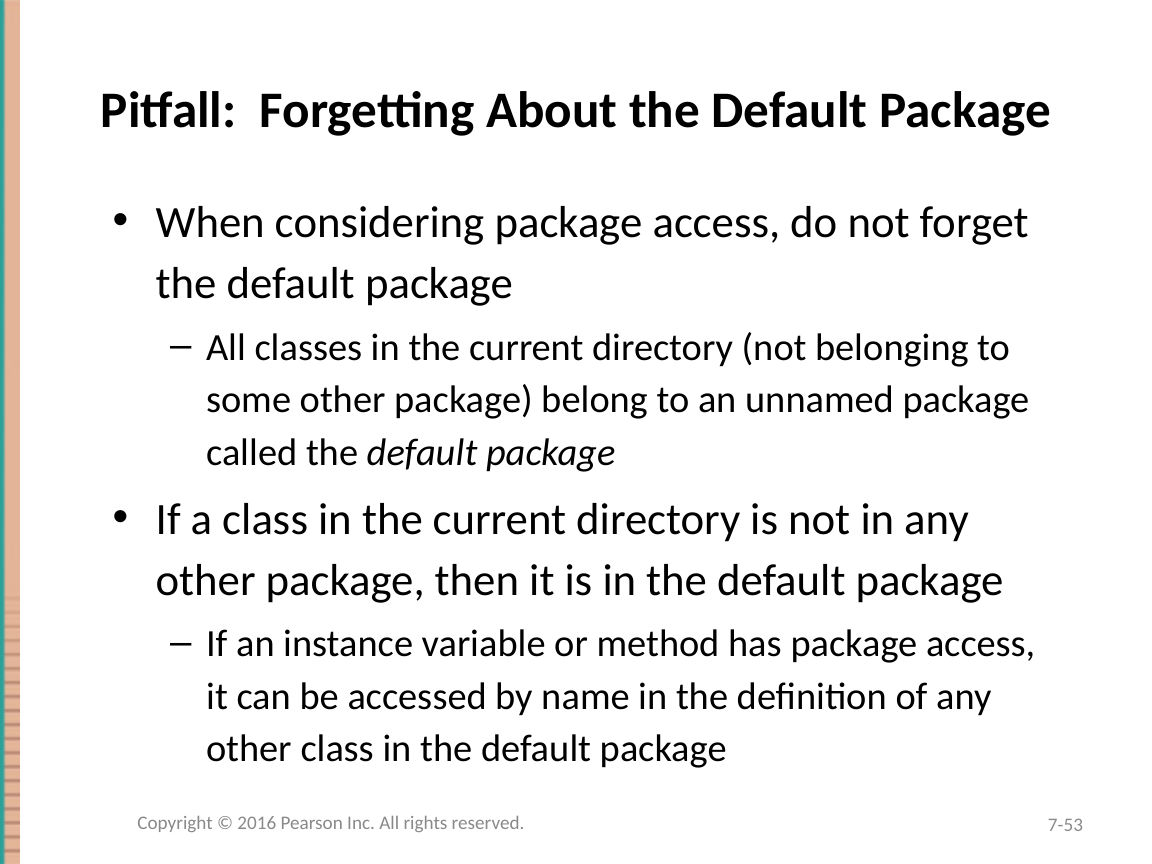 Pitfall:  Forgetting About the Default Package
• When considering package access, do not forget
the default package
– All classes in the current directory (not belonging to
some other package) belong to an unnamed package
called the default package
• If a class in the current directory is not in any
other package, then it is in the default package
– If an instance variable or method has package access,
it can be accessed by name in the definition of any
other class in the default package
Copyright © 2016 Pearson Inc. All rights reserved.
7-53